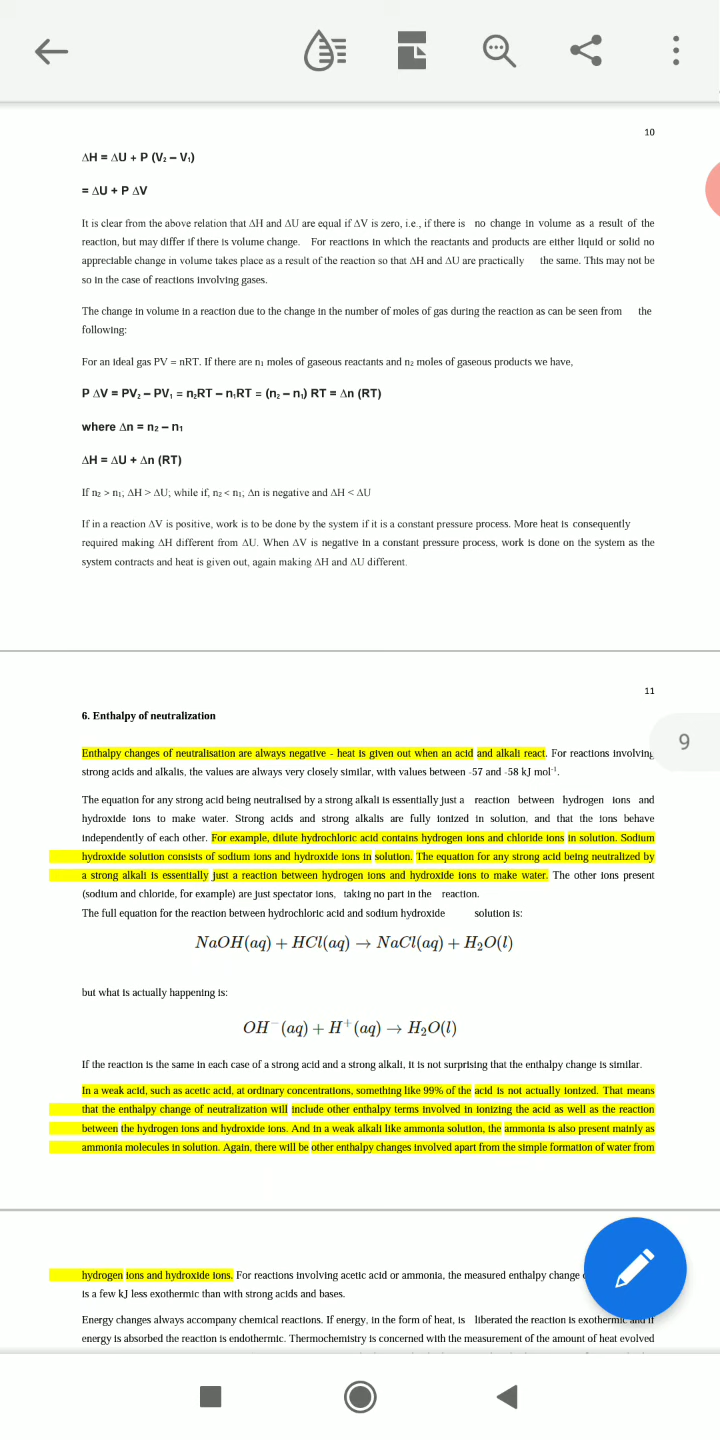 10
∆H = ∆U + P (V₂ – V₁)
= ∆U + P ∆V
It is clear from the above relation that ∆H and ∆U are equal if ∆V is zero, i.e., if there is no change in volume as a result of the
reaction, but may differ if there is volume change. For reactions in which the reactants and products are either liquid or solid no
appreciable change in volume takes place as a result of the reaction so that ∆H and ∆U are practically the same. This may not be
so in the case of reactions involving gases.
The change in volume in a reaction due to the change in the number of moles of gas during the reaction as can be seen from the
following:
For an ideal gas PV = nRT. If there are n₁ moles of gaseous reactants and n₂ moles of gaseous products we have,
P ∆V = PV₂ – PV₁ = n₂RT – n₁RT = (n₂ – n₁) RT = ∆n (RT)
where ∆n = n₂ – n₁
∆H = ∆U + ∆n (RT)
If n₂ > n₁; ∆H > ∆U; while if, n₂ < n₁; ∆n is negative and ∆H < ∆U
If in a reaction ∆V is positive, work is to be done by the system if it is a constant pressure process. More heat is consequently
required making ∆H different from ∆U. When ∆V is negative in a constant pressure process, work is done on the system as the
system contracts and heat is given out, again making ∆H and ∆U different.
11
6. Enthalpy of neutralization
9
Enthalpy changes of neutralisation are always negative - heat is given out when an acid and alkali react. For reactions involving
strong acids and alkalis, the values are always very closely similar, with values between -57 and -58 kJ mol⁻¹.
The equation for any strong acid being neutralised by a strong alkali is essentially just a reaction between hydrogen ions and
hydroxide ions to make water. Strong acids and strong alkalis are fully ionized in solution, and that the ions behave
independently of each other. For example, dilute hydrochloric acid contains hydrogen ions and chloride ions in solution. Sodium
hydroxide solution consists of sodium ions and hydroxide ions in solution. The equation for any strong acid being neutralized by
a strong alkali is essentially just a reaction between hydrogen ions and hydroxide ions to make water. The other ions present
(sodium and chloride, for example) are just spectator ions, taking no part in the reaction.
The full equation for the reaction between hydrochloric acid and sodium hydroxide solution is:
NaOH(aq) + HCl(aq) → NaCl(aq) + H₂O(l)
but what is actually happening is:
OH⁻(aq) + H⁺(aq) → H₂O(l)
If the reaction is the same in each case of a strong acid and a strong alkali, it is not surprising that the enthalpy change is similar.
In a weak acid, such as acetic acid, at ordinary concentrations, something like 99% of the acid is not actually ionized. That means
that the enthalpy change of neutralization will include other enthalpy terms involved in ionizing the acid as well as the reaction
between the hydrogen ions and hydroxide ions. And in a weak alkali like ammonia solution, the ammonia is also present mainly as
ammonia molecules in solution. Again, there will be other enthalpy changes involved apart from the simple formation of water from
hydrogen ions and hydroxide ions. For reactions involving acetic acid or ammonia, the measured enthalpy change
is a few kJ less exothermic than with strong acids and bases.
Energy changes always accompany chemical reactions. If energy, in the form of heat, is liberated the reaction is exothermic and if
energy is absorbed the reaction is endothermic. Thermochemistry is concerned with the measurement of the amount of heat evolved